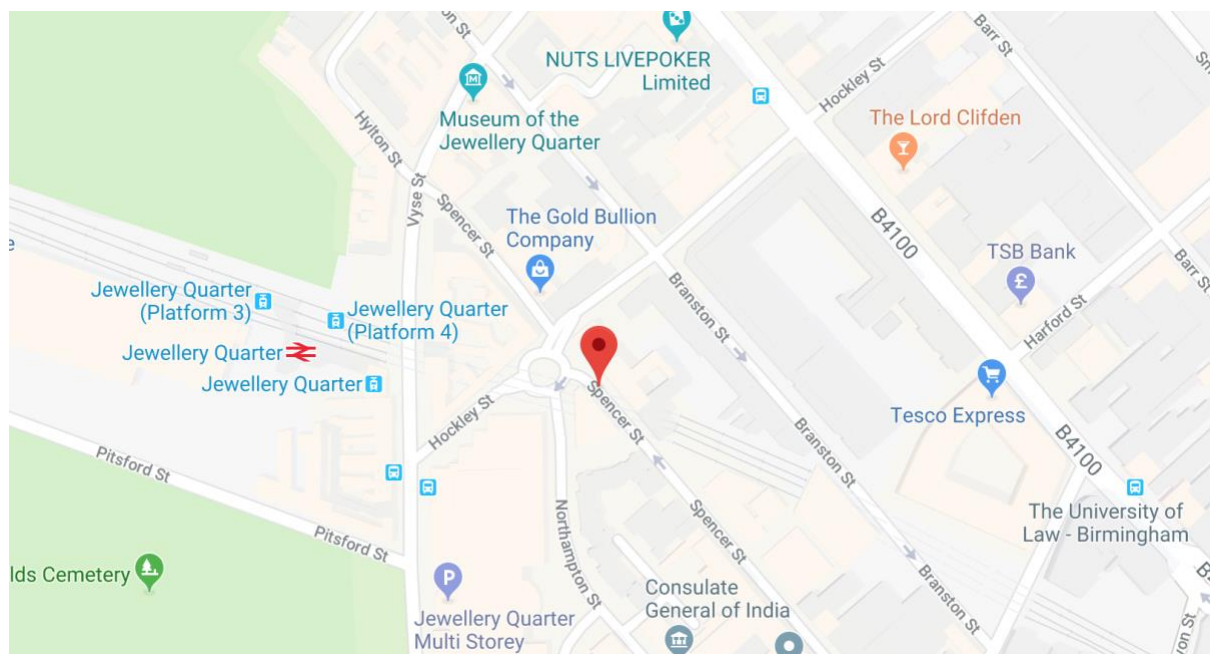 NUTS LIVEPOKER
Limited
Barr St
Hockley St
Museum of the
Jewellery Quarter
The Lord Clifden
Hylton St
Vyse St
Spencer St
The Gold Bullion
Company
B4100
TSB Bank
Barr St
Jewellery Quarter
(Platform 3)
Jewellery Quarter
(Platform 4)
Branston St
£
Harford St
Jewellery Quarter
Jewellery Quarter
Spencer St
Tesco Express
Hockley St
Branston St
B4100
Pitsford St
Northampton St
Spencer St
The University of
Law - Birmingham
Pitsford St
lds Cemetery
P
Consulate
General of India
Branston St
Jewellery Quarter
Multi Storey